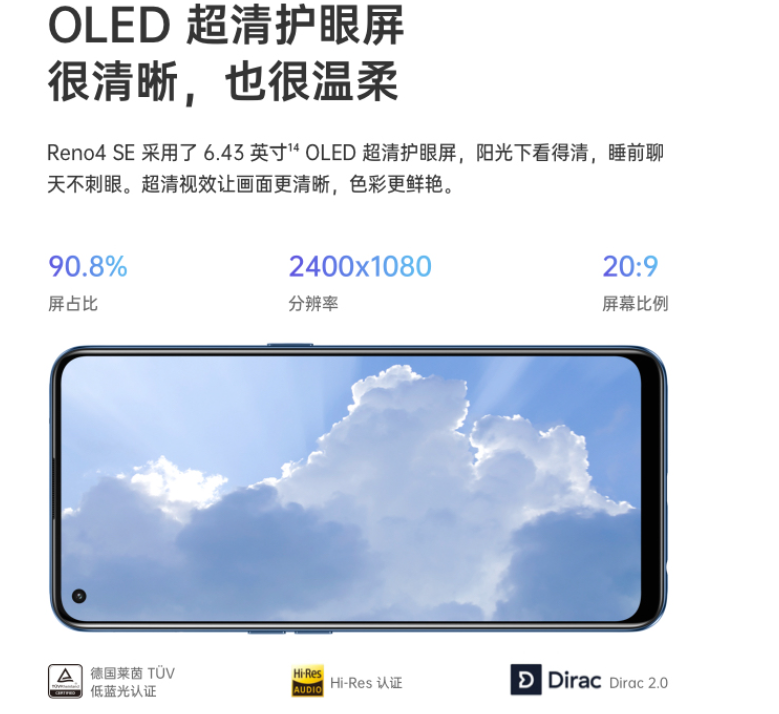 OLED 超清护眼屏
很清晰，也很温柔
Reno4 SE 采用了 6.43 英寸¹⁴ OLED 超清护眼屏，阳光下看得清，睡前聊
天不刺眼。超清视效让画面更清晰，色彩更鲜艳。
90.8% 2400x1080 20:9
屏占比 分辨率 屏幕比例
德国莱茵 TÜV
低蓝光认证
Hi-Res AUDIO Hi-Res 认证
Dirac Dirac 2.0